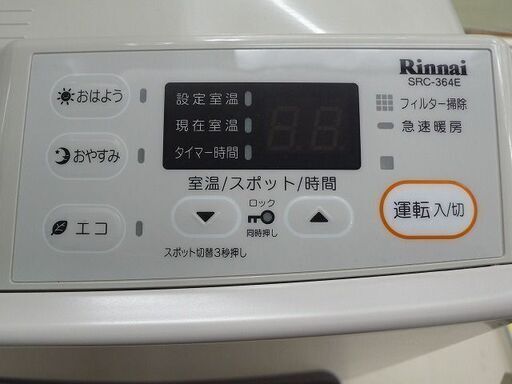 Rinnai
SRC-364E
おはよう
おやすみ
エコ
設定室温
現在室温
タイマー時間
88
フィルター掃除
急速暖房
室温/スポット/時間
ロック
同時押し
スポット切替3秒押し
運転 入/切